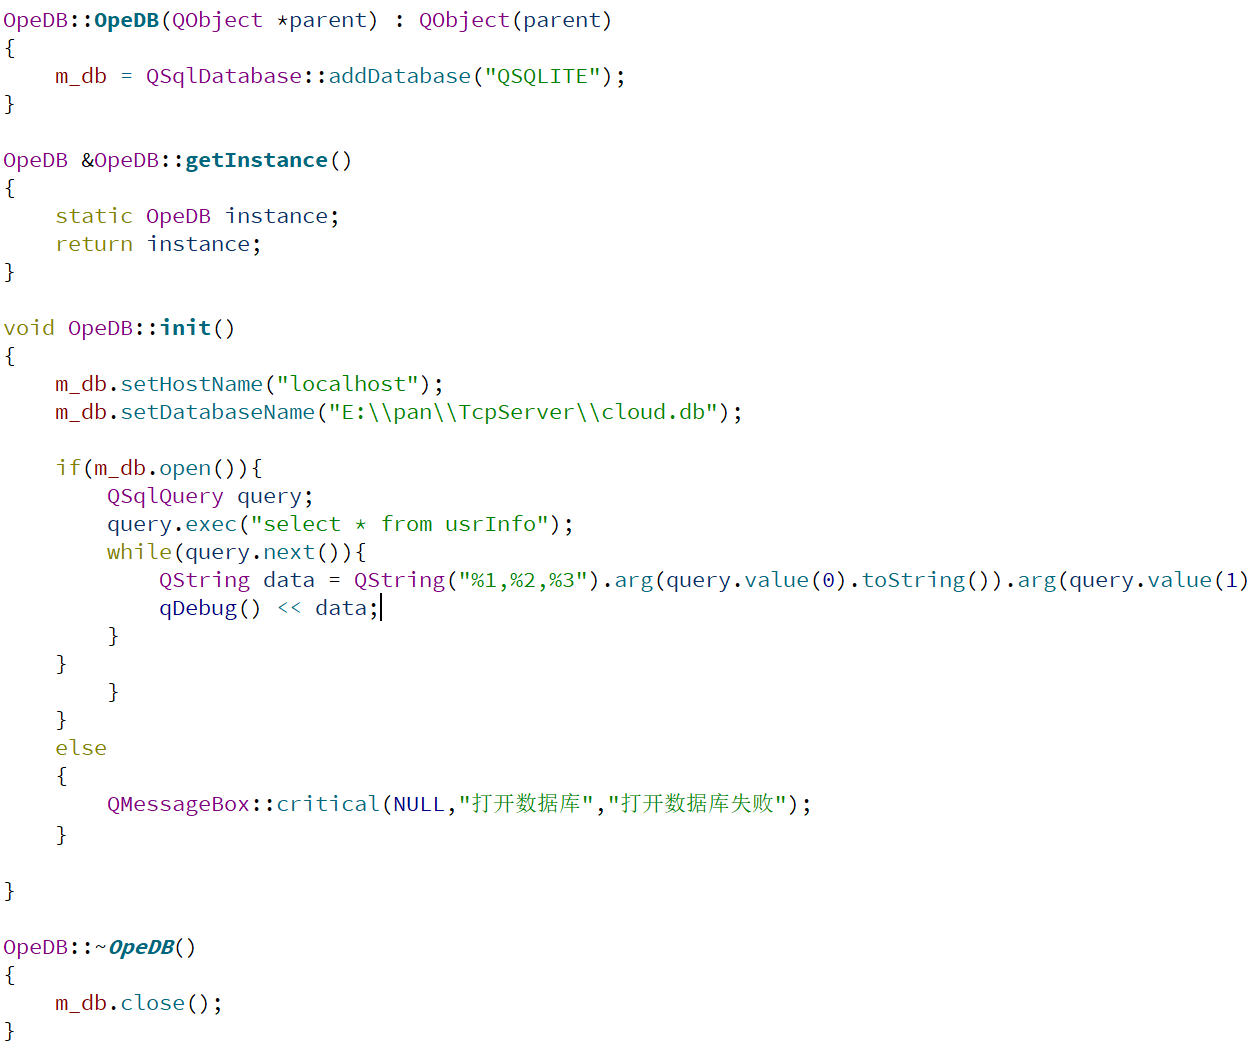 OpeDB::OpeDB(QObject *parent) : QObject(parent)
{
    m_db = QSqlDatabase::addDatabase("QSQLITE");
}

OpeDB &OpeDB::getInstance()
{
    static OpeDB instance;
    return instance;
}

void OpeDB::init()
{
    m_db.setHostName("localhost");
    m_db.setDatabaseName("E:\\pan\\TcpServer\\cloud.db");

    if(m_db.open()){
        QSqlQuery query;
        query.exec("select * from usrInfo");
        while(query.next()){
            QString data = QString("%1,%2,%3").arg(query.value(0).toString()).arg(query.value(1)
            qDebug() << data;
        }
    }
        }
    }
    else
    {
        QMessageBox::critical(NULL,"打开数据库","打开数据库失败");
    }

}

OpeDB::~OpeDB()
{
    m_db.close();
}